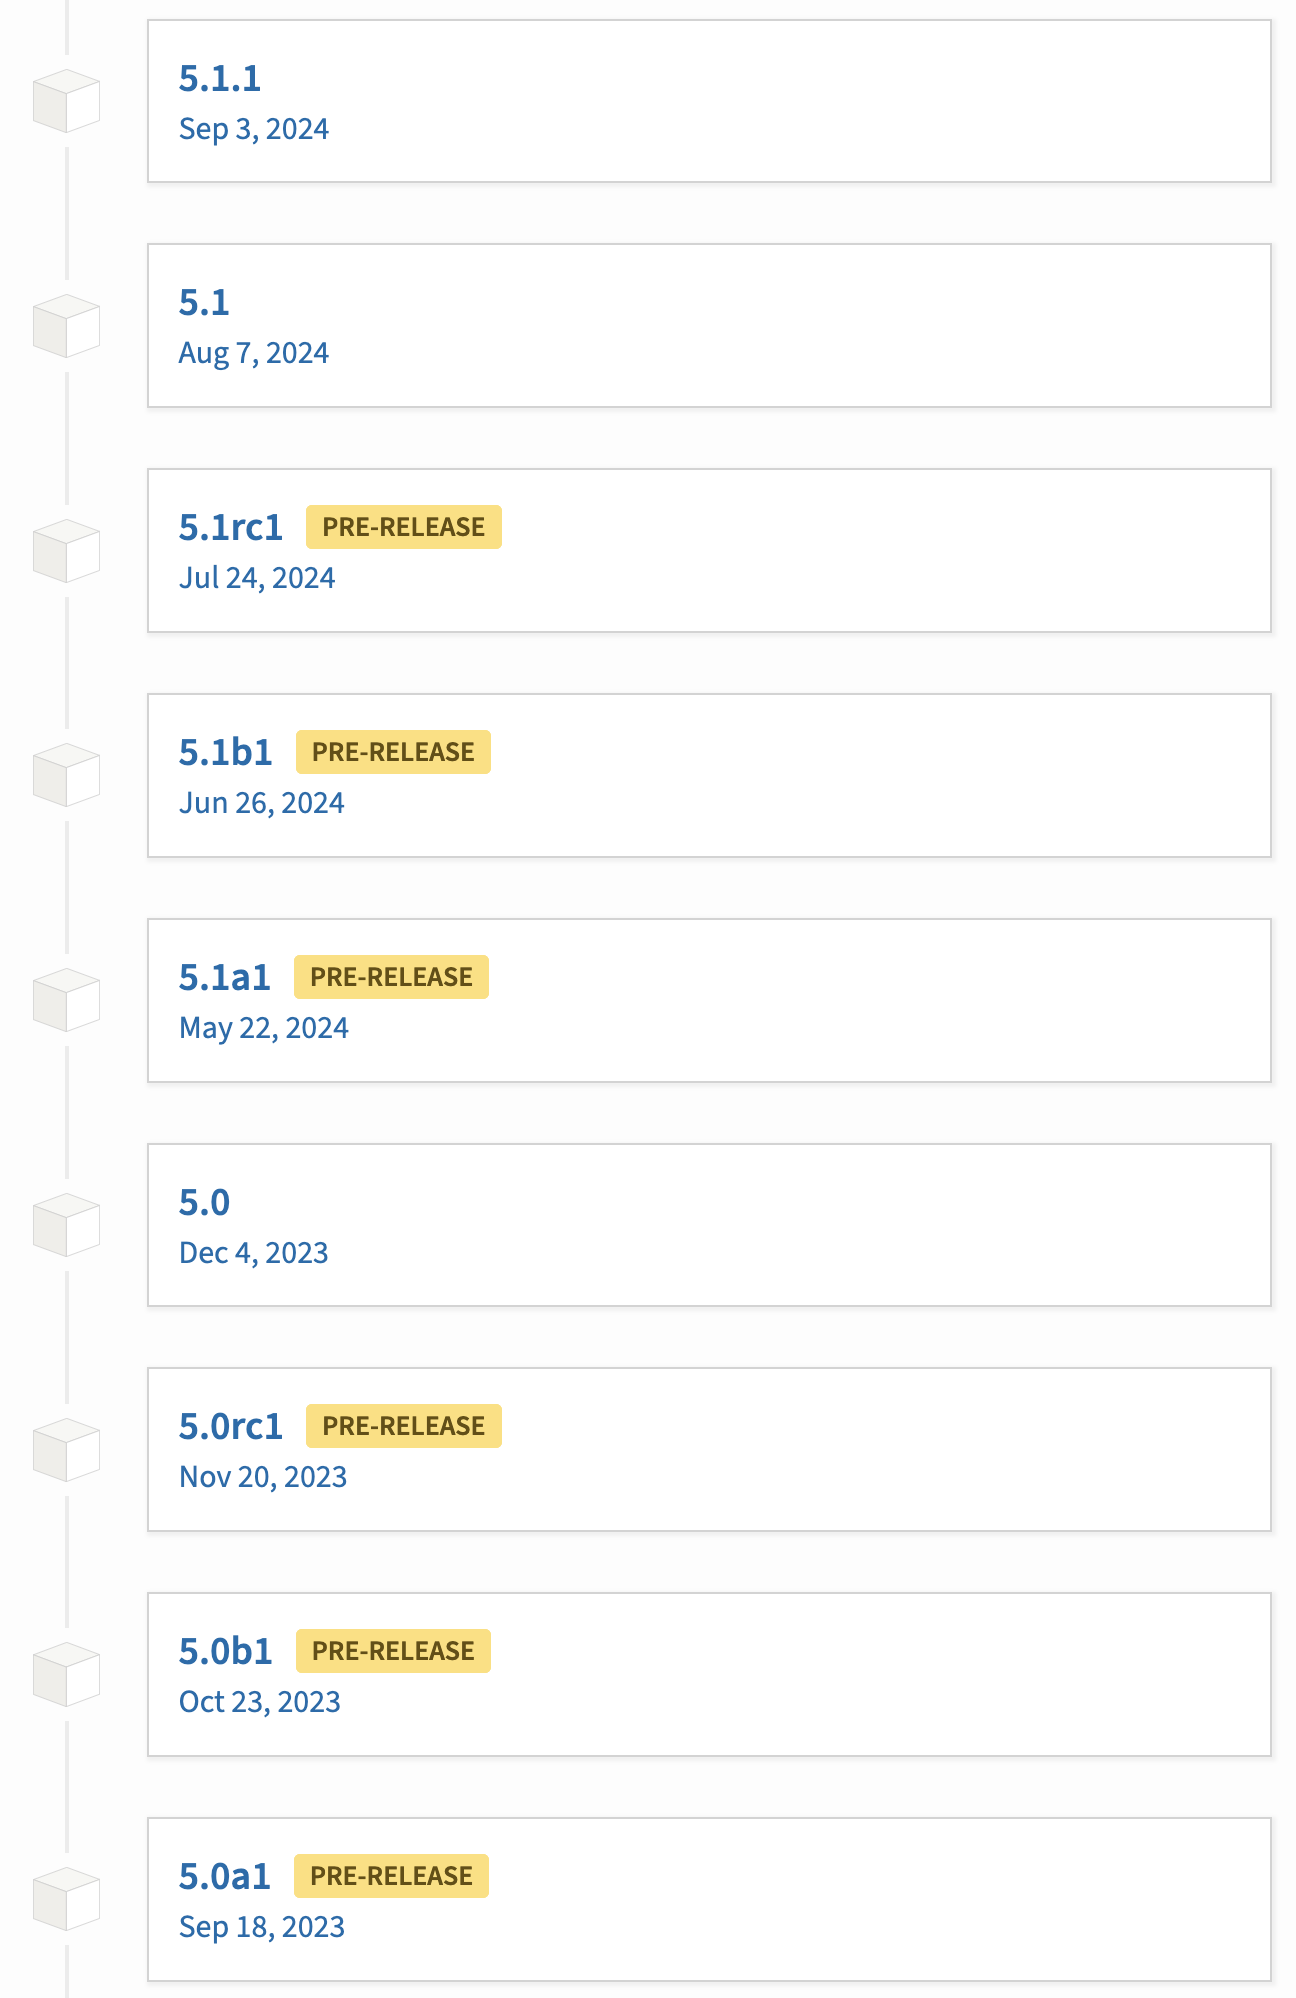 5.1.1
Sep 3, 2024
5.1
Aug 7, 2024
5.1rc1 PRE-RELEASE
Jul 24, 2024
5.1b1 PRE-RELEASE
Jun 26, 2024
5.1a1 PRE-RELEASE
May 22, 2024
5.0
Dec 4, 2023
5.0rc1 PRE-RELEASE
Nov 20, 2023
5.0b1 PRE-RELEASE
Oct 23, 2023
5.0a1 PRE-RELEASE
Sep 18, 2023